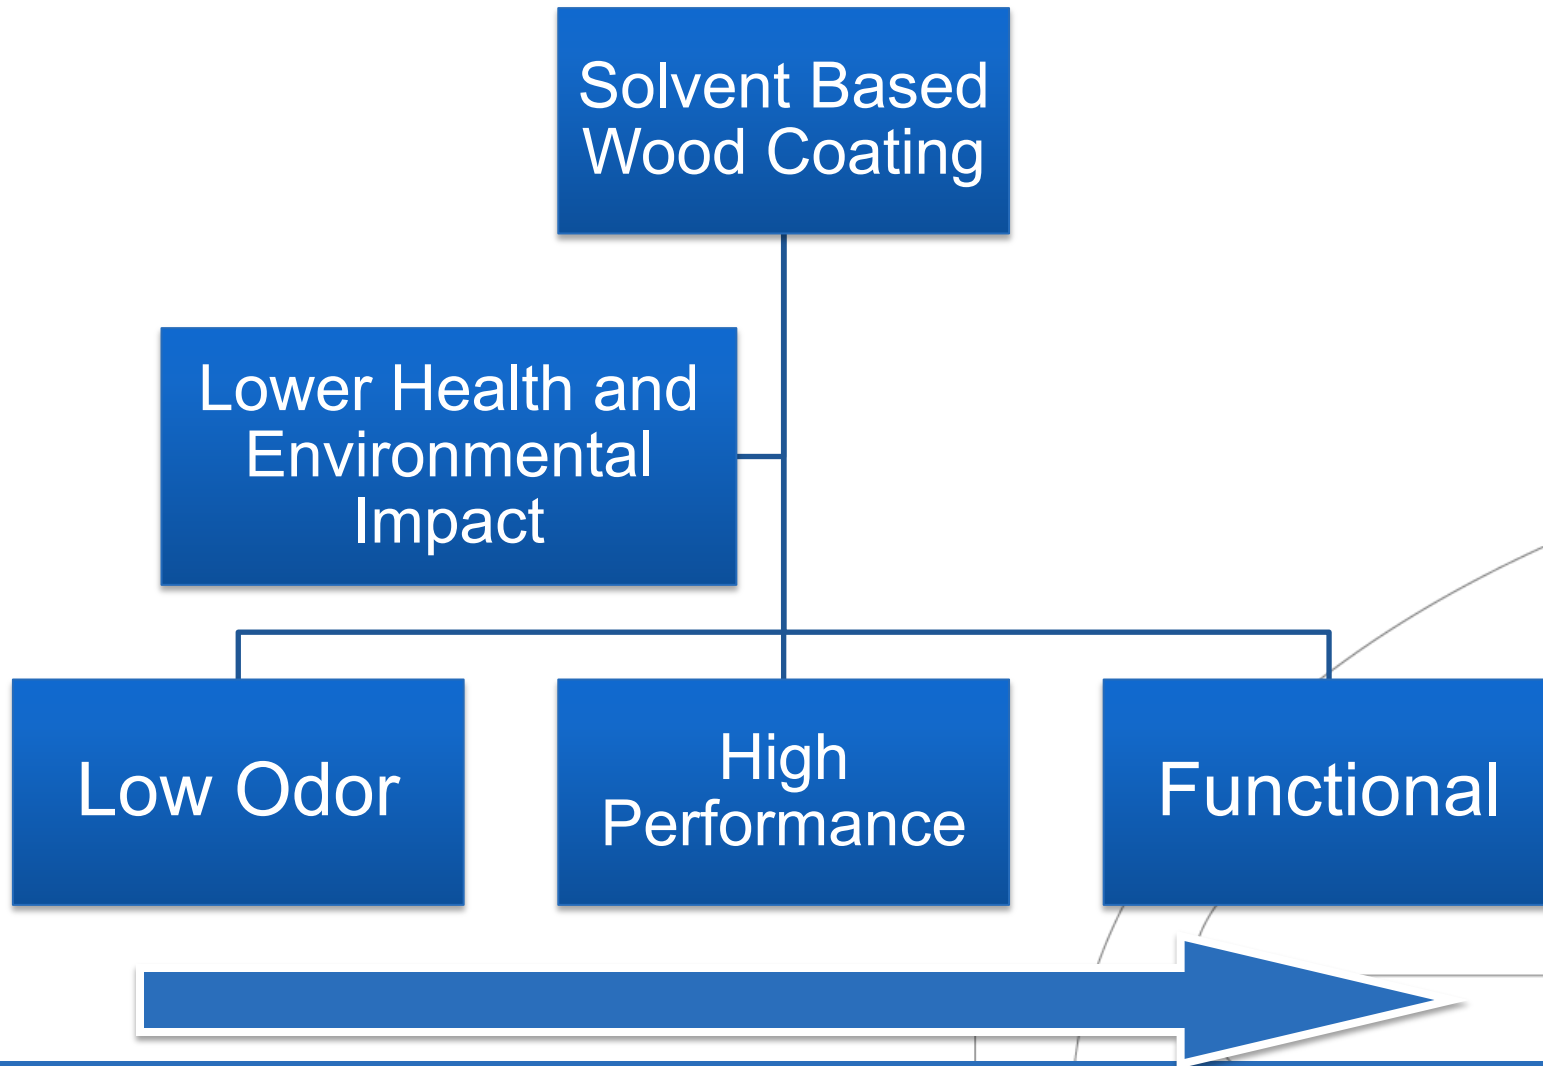 Solvent Based
Wood Coating
Lower Health and
Environmental
Impact
Low Odor
High
Performance
Functional